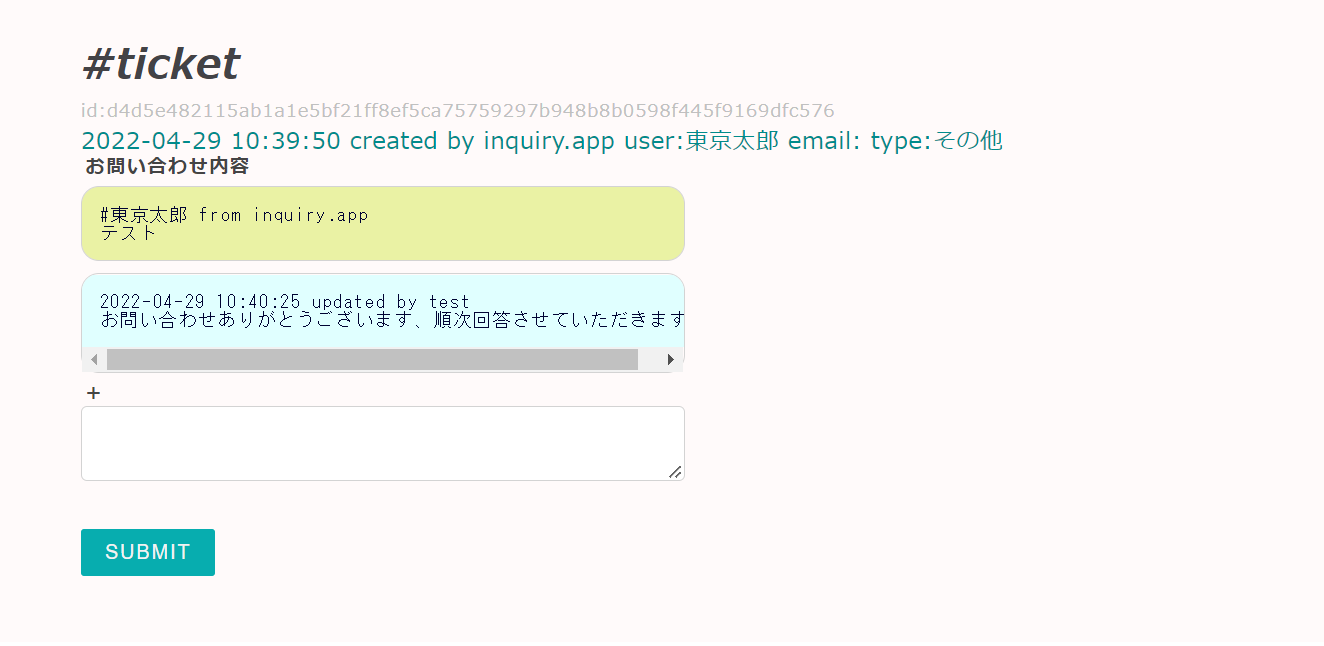 #ticket
id:d4d5e482115ab1a1e5bf21ff8ef5ca75759297b948b8b0598f445f9169dfc576
2022-04-29 10:39:50 created by inquiry.app user:東京太郎 email: type:その他
お問い合わせ内容
#東京太郎 from inquiry.app
テスト
2022-04-29 10:40:25 updated by test
お問い合わせありがとうございます、順次回答させていただきます
+
SUBMIT